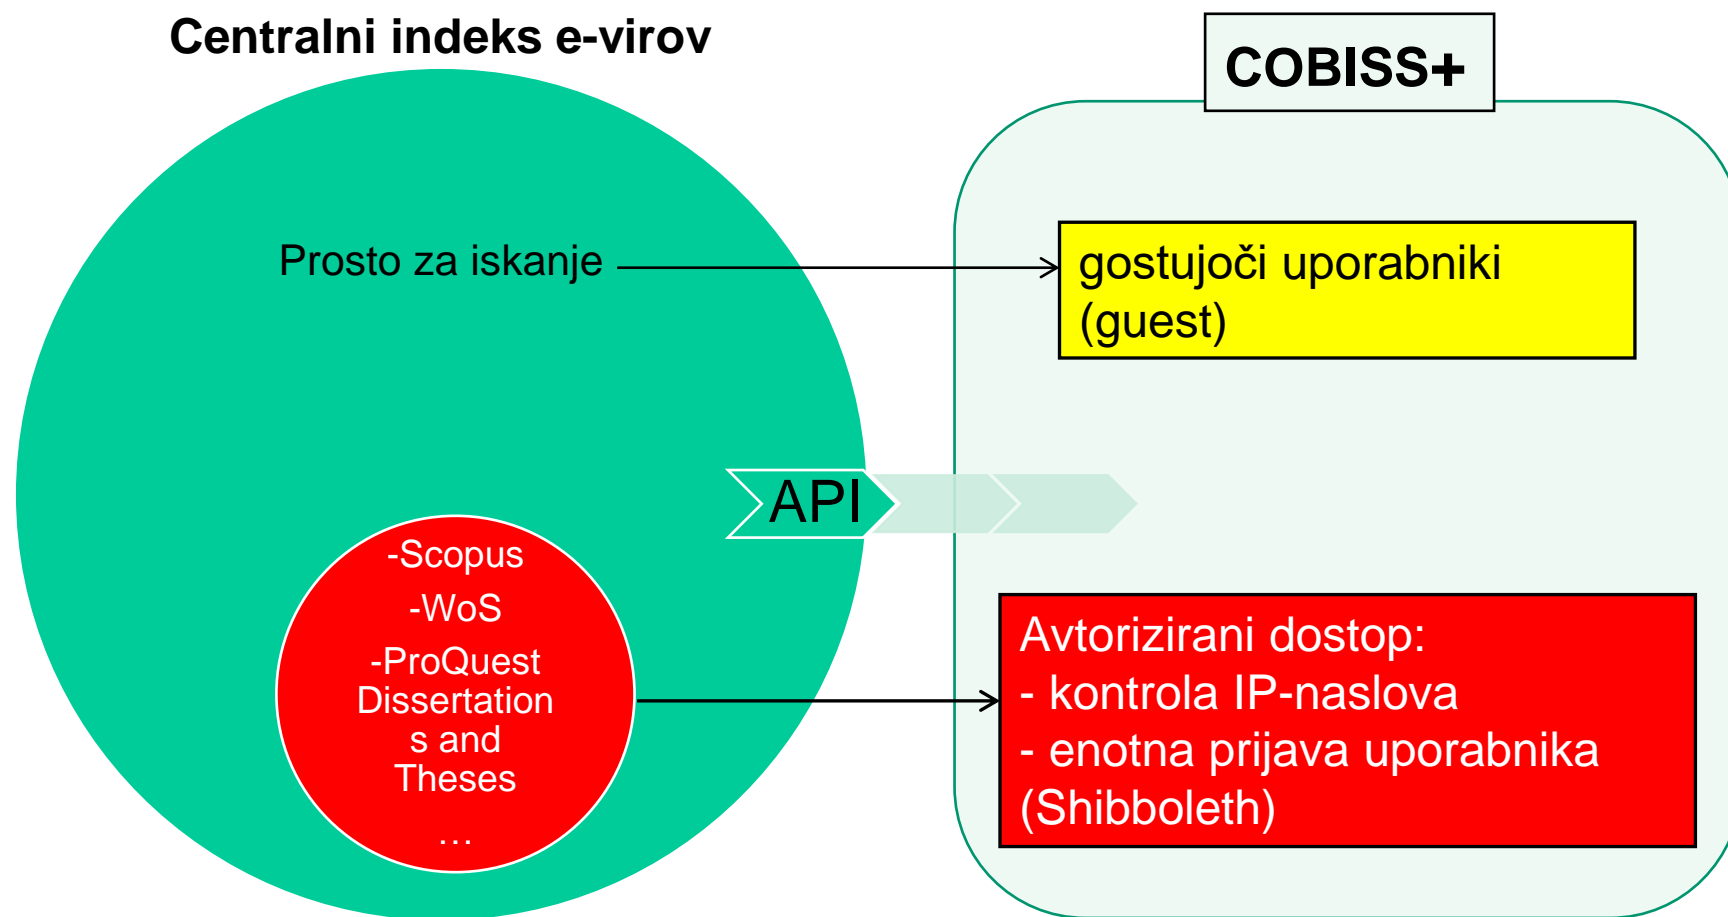 Centralni indeks e-virov
COBISS+
Prosto za iskanje
gostujoči uporabniki
(guest)
API
-Scopus
-WoS
-ProQuest
Dissertation
s and
Theses
…
Avtorizirani dostop:
- kontrola IP-naslova
- enotna prijava uporabnika
(Shibboleth)